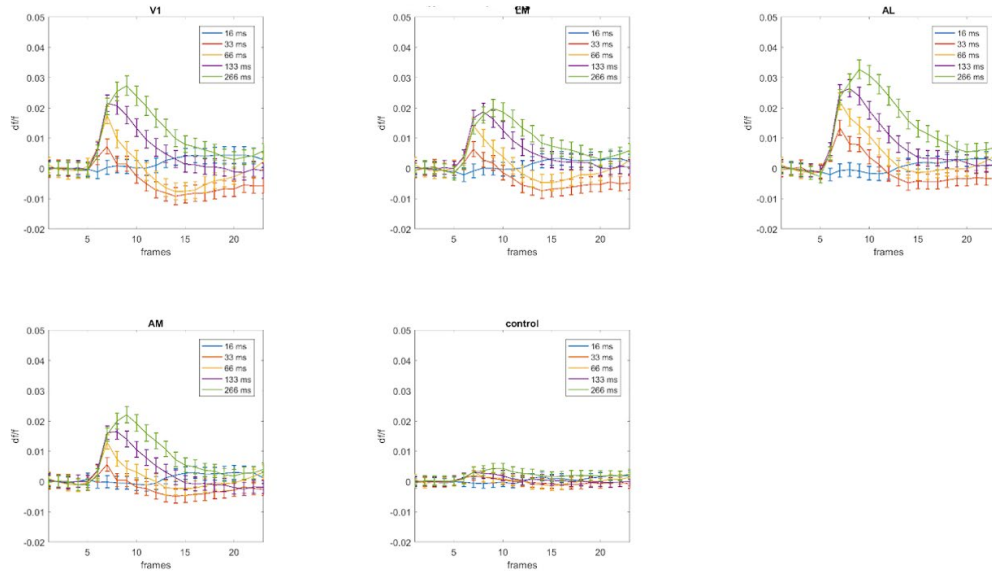 V1
0.05
0.04
0.03
0.02
0.01
0
-0.01
-0.02
df/f
5
10
15
20
frames
16 ms
33 ms
66 ms
133 ms
266 ms
LM
0.05
0.04
0.03
0.02
0.01
0
-0.01
-0.02
df/f
5
10
15
20
frames
16 ms
33 ms
66 ms
133 ms
266 ms
AL
0.05
0.04
0.03
0.02
0.01
0
-0.01
-0.02
df/f
5
10
15
20
frames
16 ms
33 ms
66 ms
133 ms
266 ms
AM
0.05
0.04
0.03
0.02
0.01
0
-0.01
-0.02
df/f
5
10
15
20
frames
16 ms
33 ms
66 ms
133 ms
266 ms
control
0.05
0.04
0.03
0.02
0.01
0
-0.01
-0.02
df/f
5
10
15
20
frames
16 ms
33 ms
66 ms
133 ms
266 ms